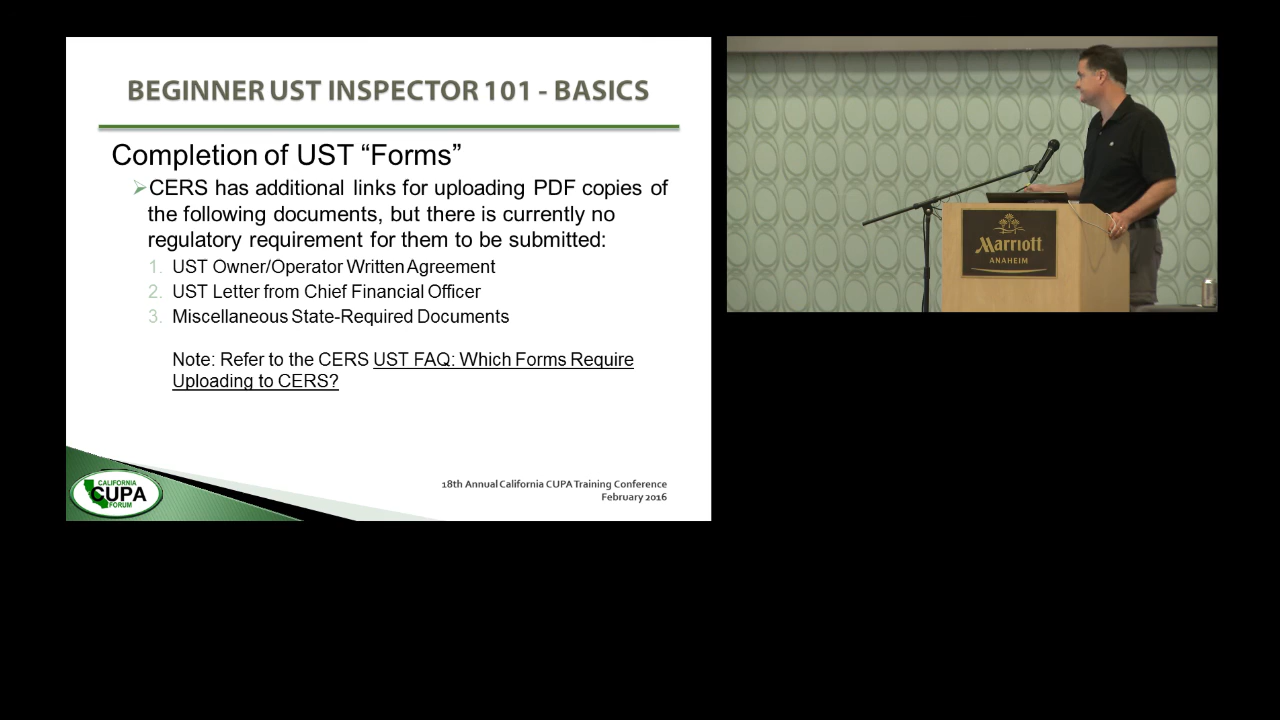 BEGINNER UST INSPECTOR 101 - BASICS
Completion of UST “Forms”
CERS has additional links for uploading PDF copies of
the following documents, but there is currently no
regulatory requirement for them to be submitted:
1. UST Owner/Operator Written Agreement
2. UST Letter from Chief Financial Officer
3. Miscellaneous State-Required Documents
Note: Refer to the CERS UST FAQ: Which Forms Require
Uploading to CERS?
18th Annual California CUPA Training Conference
February 2016
CALIFORNIA
CUPA
FORUM
Marriott
ANAHEIM